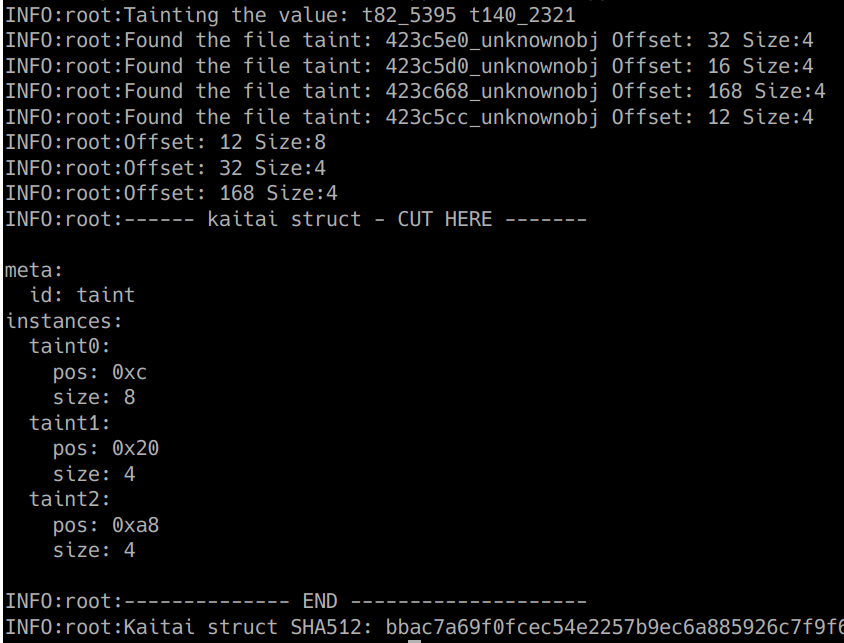 INFO:root:Tainting the value: t82_5395 t140_2321
INFO:root:Found the file taint: 423c5e0_unknownobj Offset: 32 Size:4
INFO:root:Found the file taint: 423c5d0_unknownobj Offset: 16 Size:4
INFO:root:Found the file taint: 423c668_unknownobj Offset: 168 Size:4
INFO:root:Found the file taint: 423c5cc_unknownobj Offset: 12 Size:4
INFO:root:Offset: 12 Size:8
INFO:root:Offset: 32 Size:4
INFO:root:Offset: 168 Size:4
INFO:root:------ kaitai struct - CUT HERE -------
meta:
  id: taint
instances:
  taint0:
    pos: 0xc
    size: 8
  taint1:
    pos: 0x20
    size: 4
  taint2:
    pos: 0xa8
    size: 4
INFO:root:-------------- END --------------------
INFO:root:Kaitai struct SHA512: bbac7a69f0fcec54e2257b9ec6a885926c7f9f6